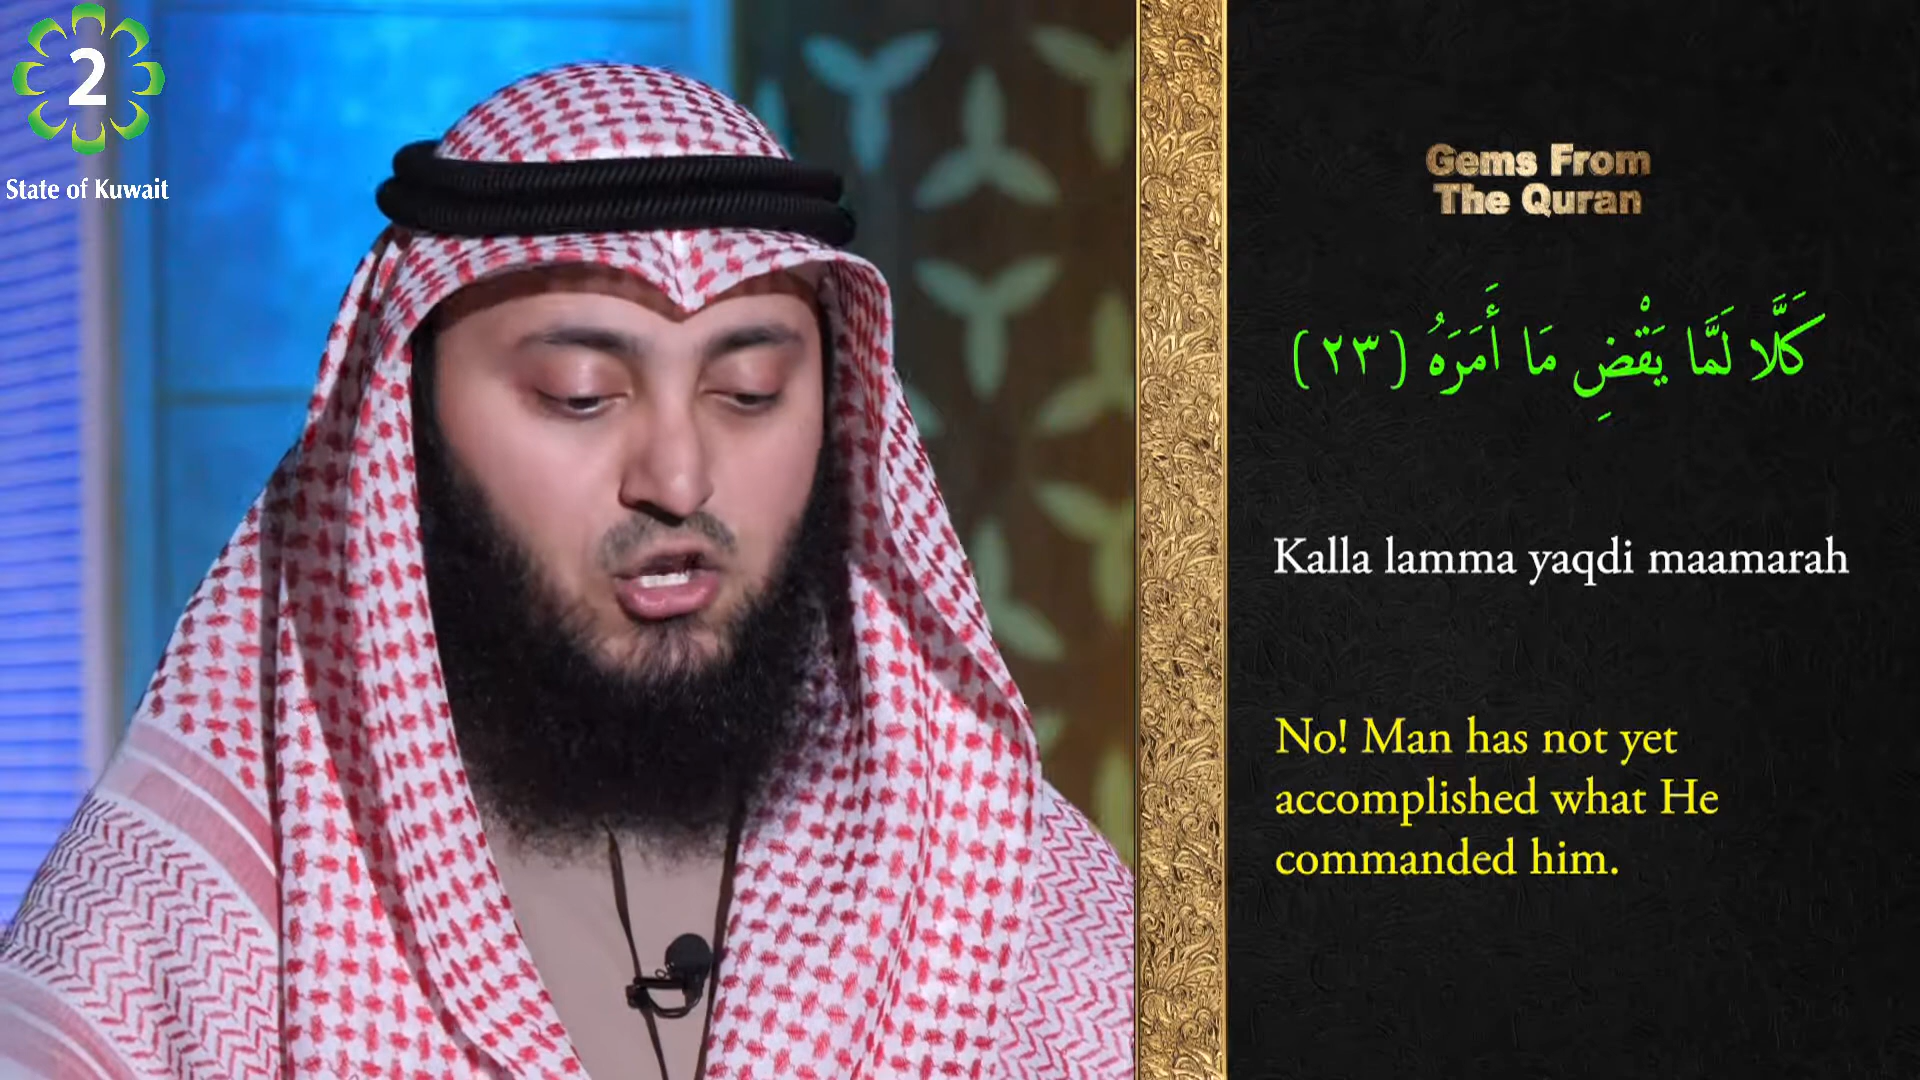 2
State of Kuwait
Gems From
The Quran
كَلَّا لَمَّا يَقْضِ مَا أَمَرَهُ (٢٣)
Kalla lamma yaqdi maamarah
No! Man has not yet
accomplished what He
commanded him.